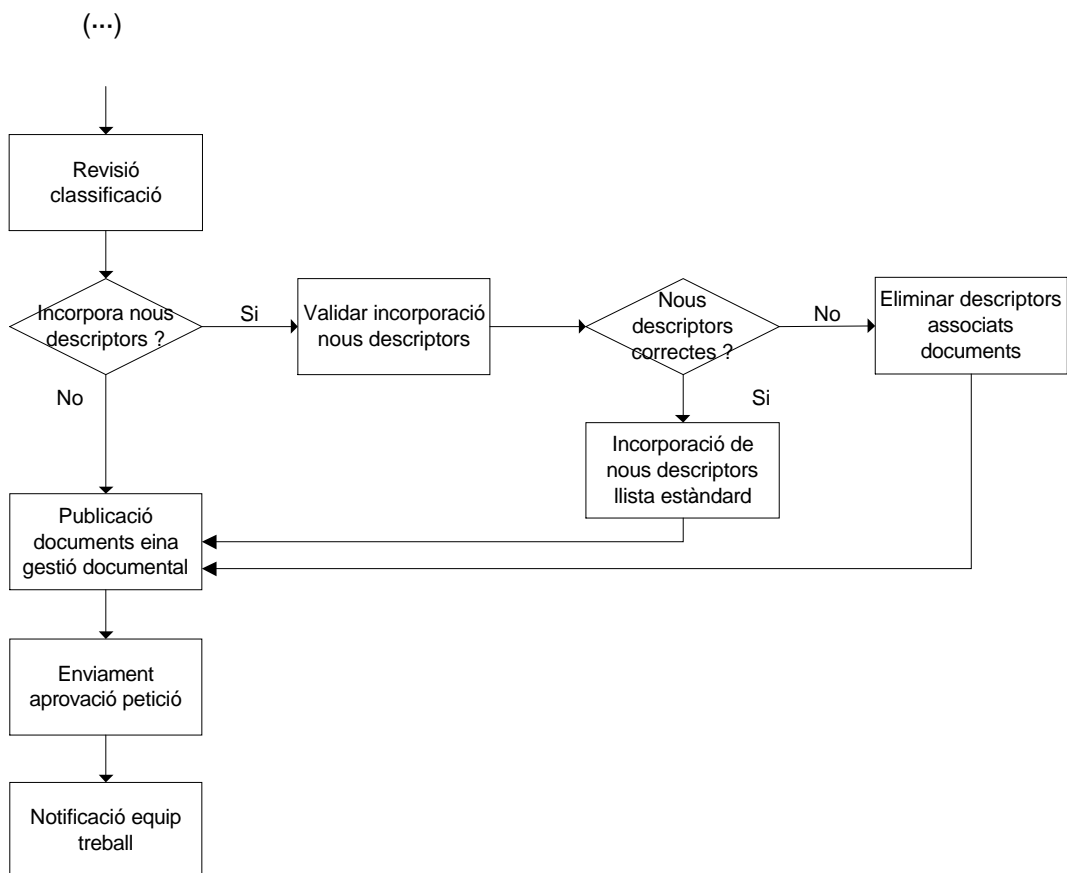 (...)
Revisió
classificació
Incorpora nous
descriptors ?
Si
Validar incorporació
nous descriptors
Nous
descriptors
correctes ?
No
Eliminar descriptors
associats
documents
No
Si
Incorporació de
nous descriptors
llista estàndard
Publicació
documents eina
gestió documental
Enviament
aprovació petició
Notificació equip
treball